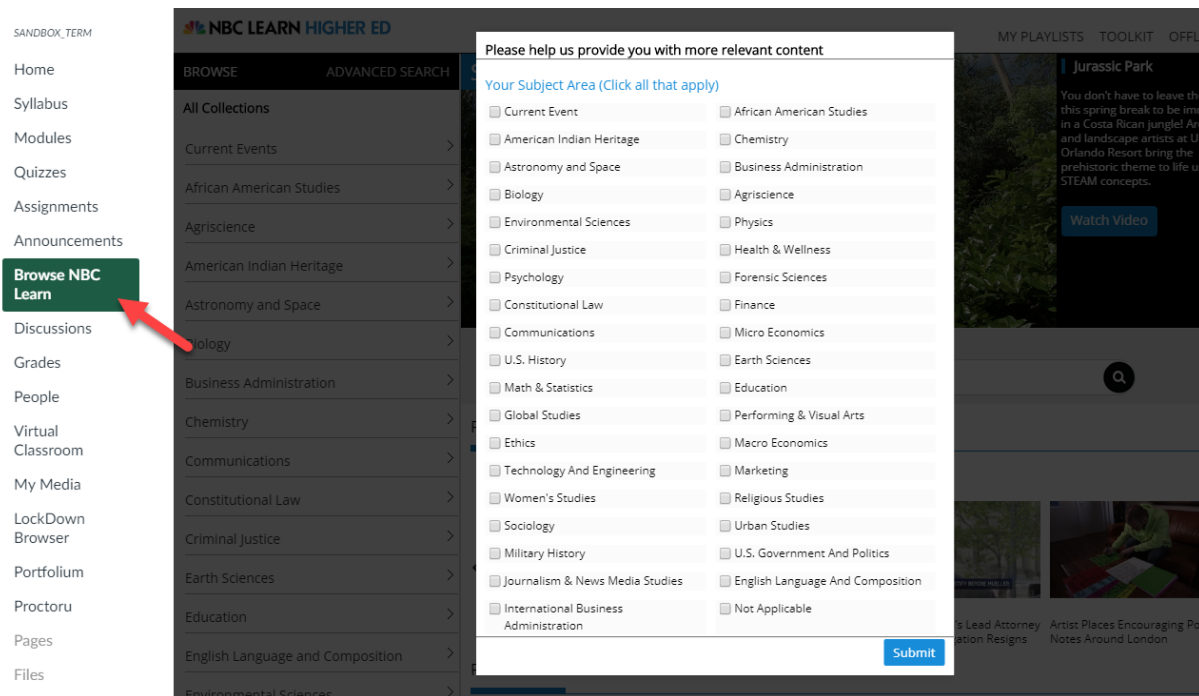 SANDBOX_TERM
Home
Syllabus
Modules
Quizzes
Assignments
Announcements
Browse NBC
Learn
Discussions
Grades
People
Virtual
Classroom
My Media
LockDown
Browser
Portfolium
Proctoru
Pages
Files
NBC LEARN HIGHER ED
MY PLAYLISTS TOOLKIT
BROWSE ADVANCED SEARCH
All Collections
Current Events
African American Studies
Agriscience
American Indian Heritage
Astronomy and Space
Biology
Business Administration
Chemistry
Communications
Constitutional Law
Criminal Justice
Earth Sciences
Education
English Language and Composition
Environmental Sciences
Please help us provide you with more relevant content
Your Subject Area (Click all that apply)
Current Event African American Studies
American Indian Heritage Chemistry
Astronomy and Space Business Administration
Biology Agriscience
Environmental Sciences Physics
Criminal Justice Health & Wellness
Psychology Forensic Sciences
Constitutional Law Finance
Communications Micro Economics
U.S. History Earth Sciences
Math & Statistics Education
Global Studies Performing & Visual Arts
Ethics Macro Economics
Technology And Engineering Marketing
Women's Studies Religious Studies
Sociology Urban Studies
Military History U.S. Government And Politics
Journalism & News Media Studies English Language And Composition
International Business Not Applicable
Administration
Submit
Jurassic Park
You don't have to leave
this spring break to be
in a Costa Rican jungle!
and landscape artists at
Orlando Resort bring the
prehistoric theme to life
STEAM concepts.
Watch Video
Lead Attorney
Resigns
Artist Places Encouraging
Notes Around London